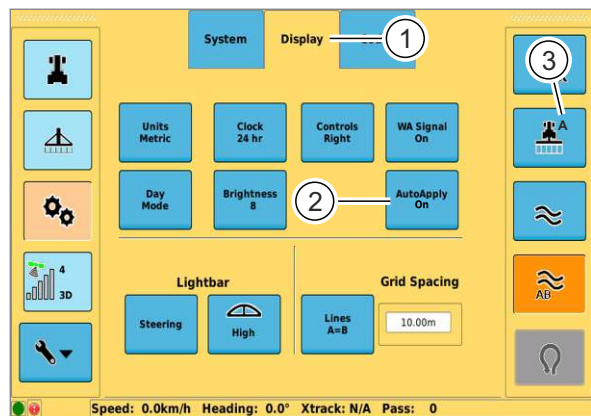 System
Display
1
3
A
Units
Metric
Clock
24 hr
Controls
Right
WA Signal
On
Day
Mode
Brightness
8
2
AutoApply
On
4
3D
Lightbar
Grid Spacing
Steering
High
Lines
A=B
10.00m
AB
Speed: 0.0km/h Heading: 0.0° Xtrack: N/A Pass: 0